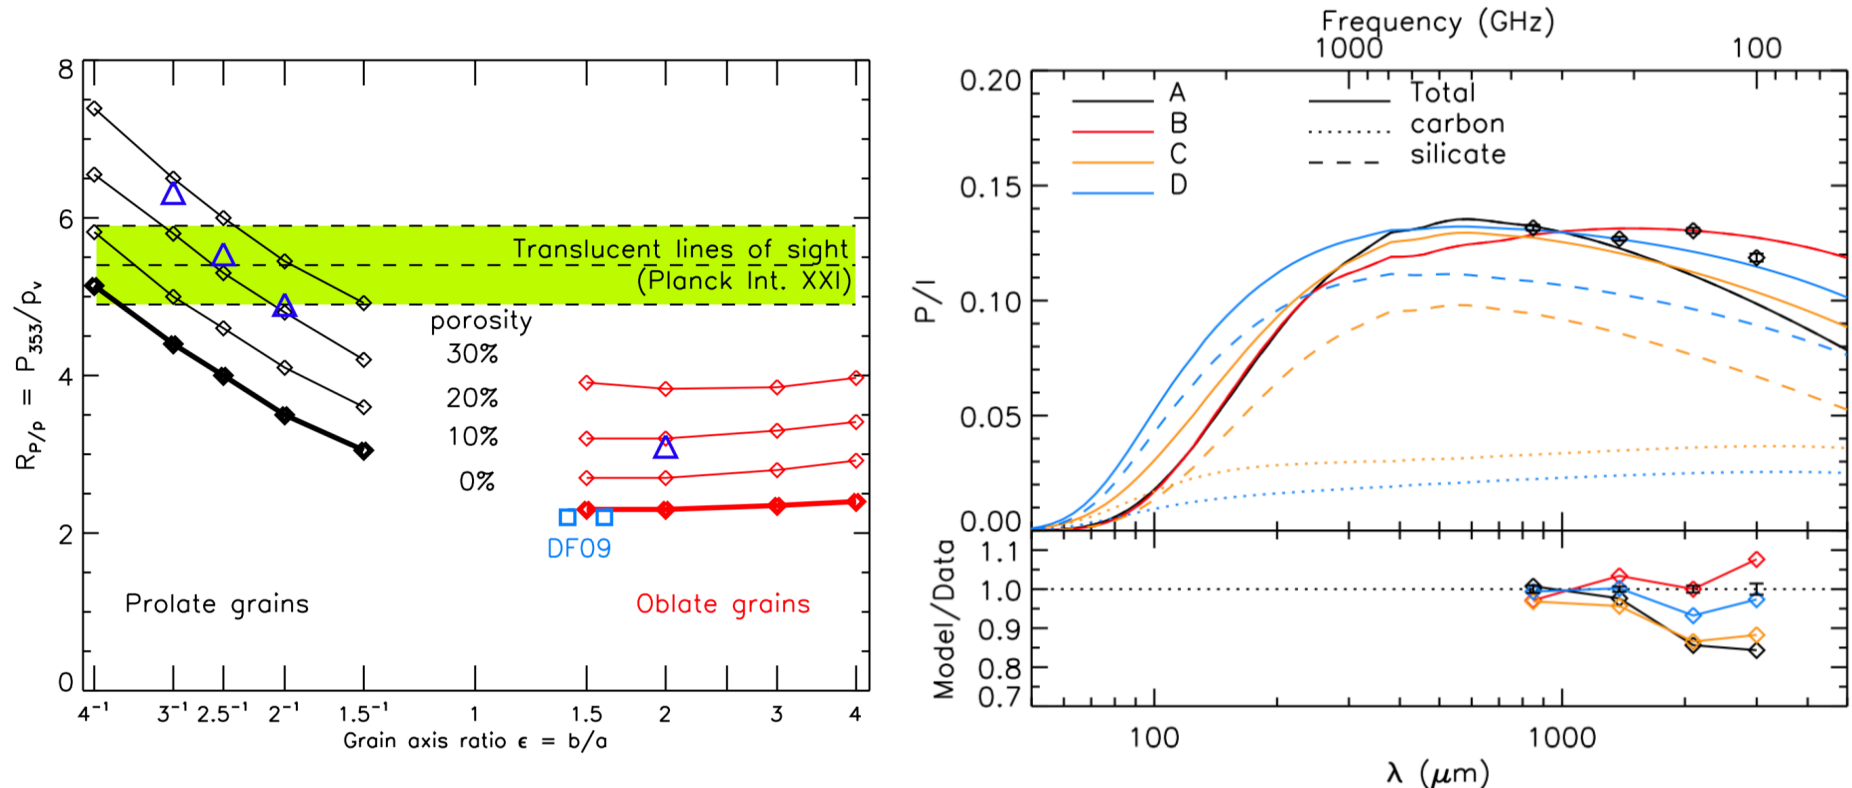 8
6
4
2
0
R_P/p = P_353/p_v
Translucent lines of sight
(Planck Int. XXI)
porosity
30%
20%
10%
0%
DF09
Prolate grains
Oblate grains
4⁻¹ 3⁻¹ 2.5⁻¹ 2⁻¹ 1.5⁻¹ 1 1.5 2 3 4
Grain axis ratio ϵ = b/a
Frequency (GHz)
1000 100
0.20
0.15
0.10
0.05
0.00
P/I
A
B
C
D
Total
carbon
silicate
1.1
1.0
0.9
0.8
0.7
Model/Data
100 1000
λ (μm)